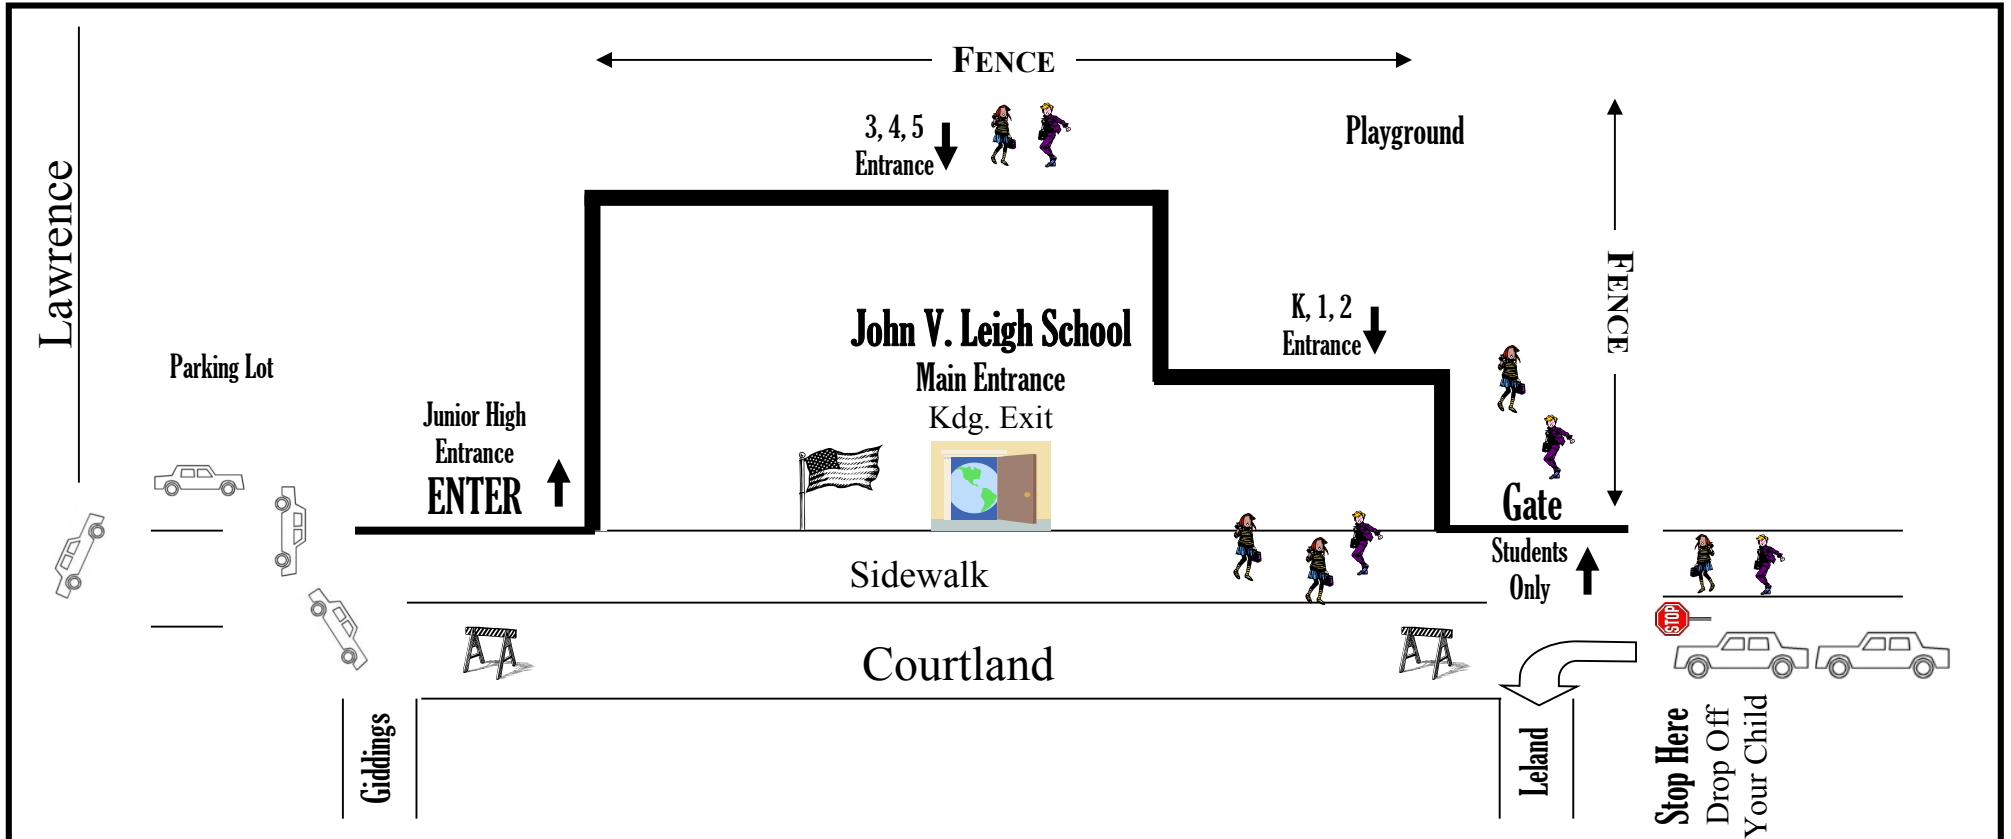 FENCE
3, 4, 5
Entrance
Playground
Lawrence
FENCE
K, 1, 2
Entrance
John V. Leigh School
Main Entrance
Kdg. Exit
Parking Lot
Junior High
Entrance
ENTER
Gate
Students
Only
Sidewalk
STOP
Courtland
Giddings
Leland
Stop Here
Drop Off
Your Child